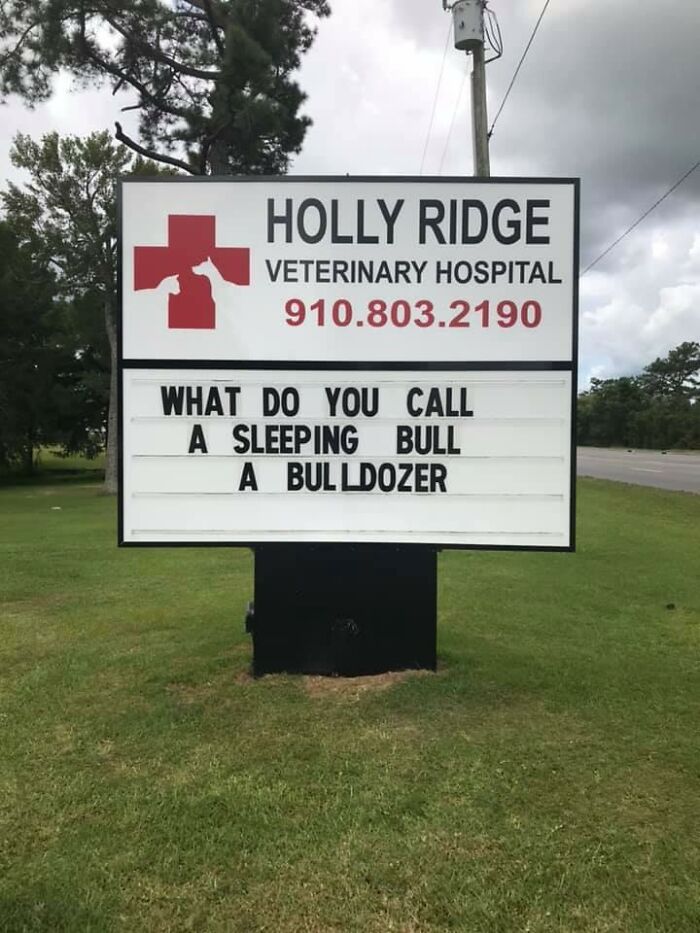 HOLLY RIDGE
VETERINARY HOSPITAL
910.803.2190
WHAT DO YOU CALL
A SLEEPING BULL
A BULLDOZER